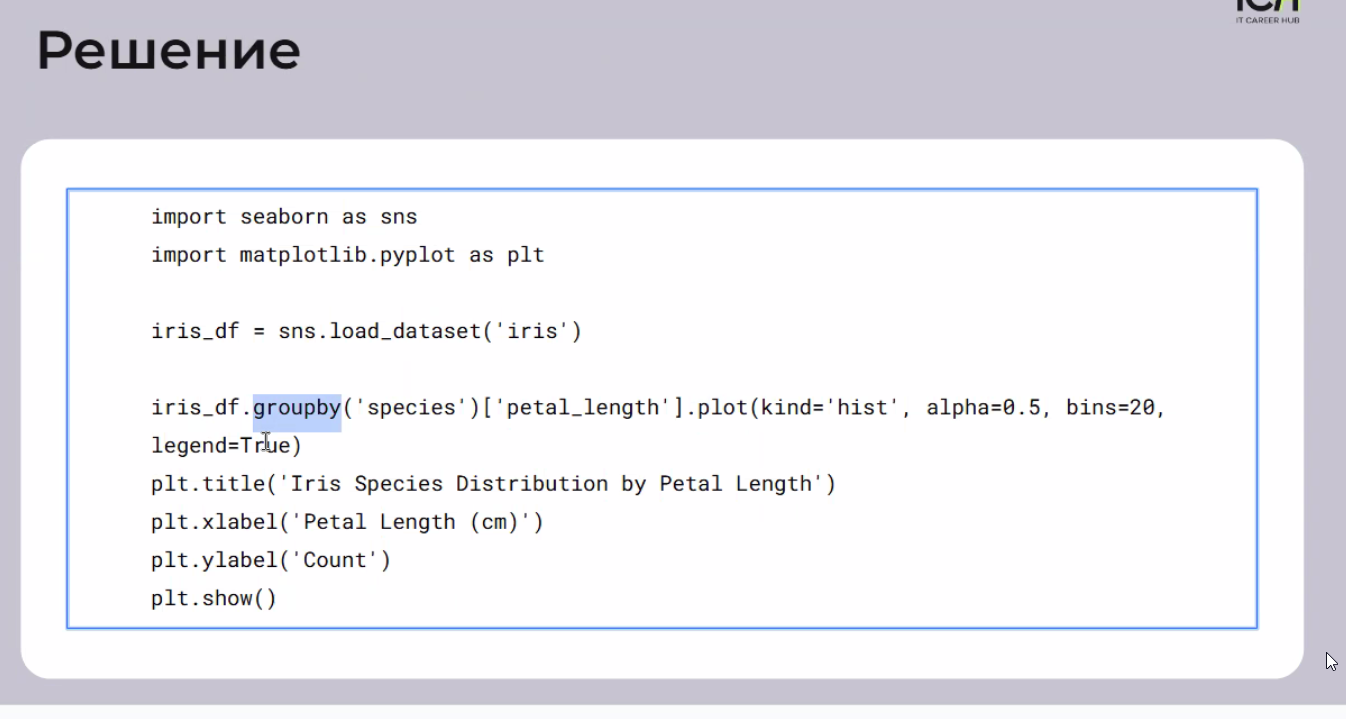 IT CAREER HUB
Решение
import seaborn as sns
import matplotlib.pyplot as plt
iris_df = sns.load_dataset('iris')
iris_df.groupby('species')['petal_length'].plot(kind='hist', alpha=0.5, bins=20,
legend=True)
plt.title('Iris Species Distribution by Petal Length')
plt.xlabel('Petal Length (cm)')
plt.ylabel('Count')
plt.show()